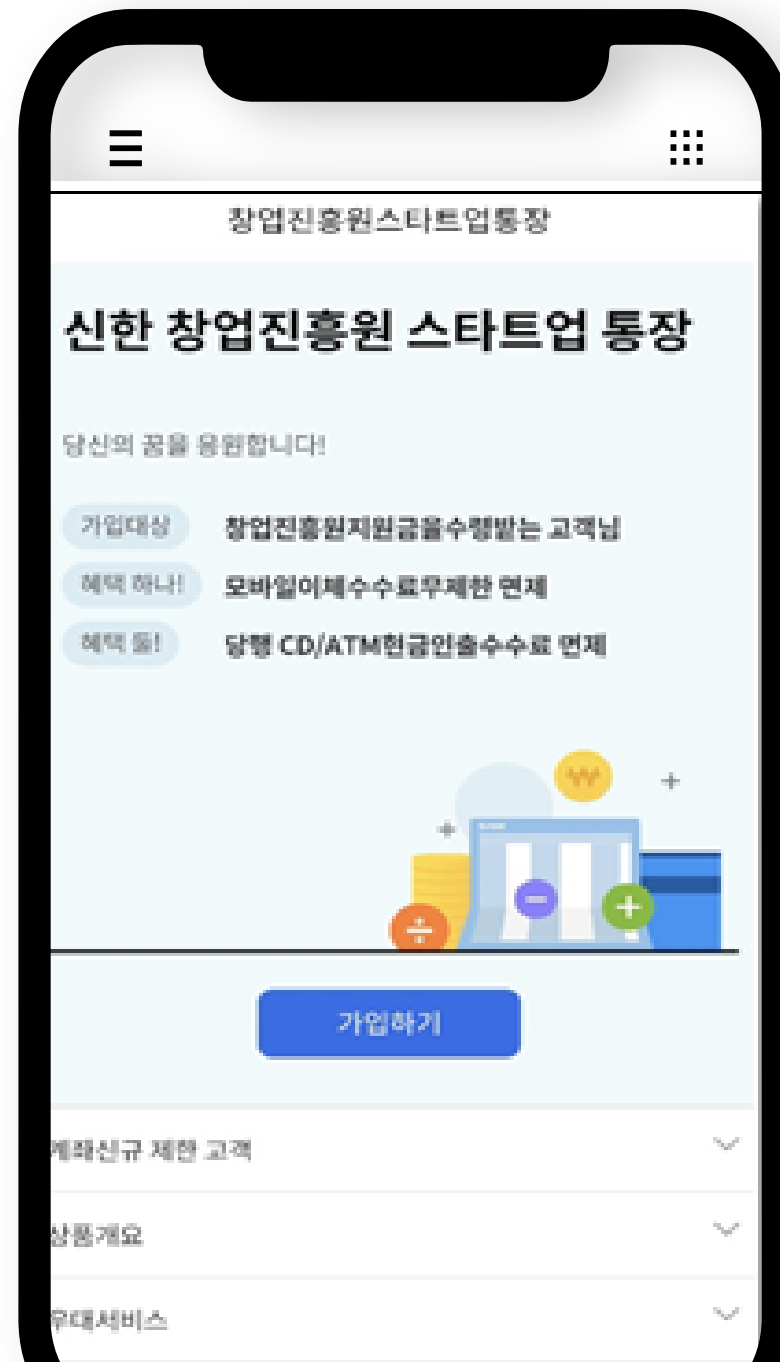 창업진흥원스타트업통장
신한 창업진흥원 스타트업 통장
당신의 꿈을 응원합니다!
가입대상 창업진흥원지원금을수령받는 고객님
혜택 하나! 모바일이체수수료무제한 면제
혜택 둘! 당행 CD/ATM현금인출수수료 면제
가입하기
계좌신규 제한 고객
상품개요
우대서비스